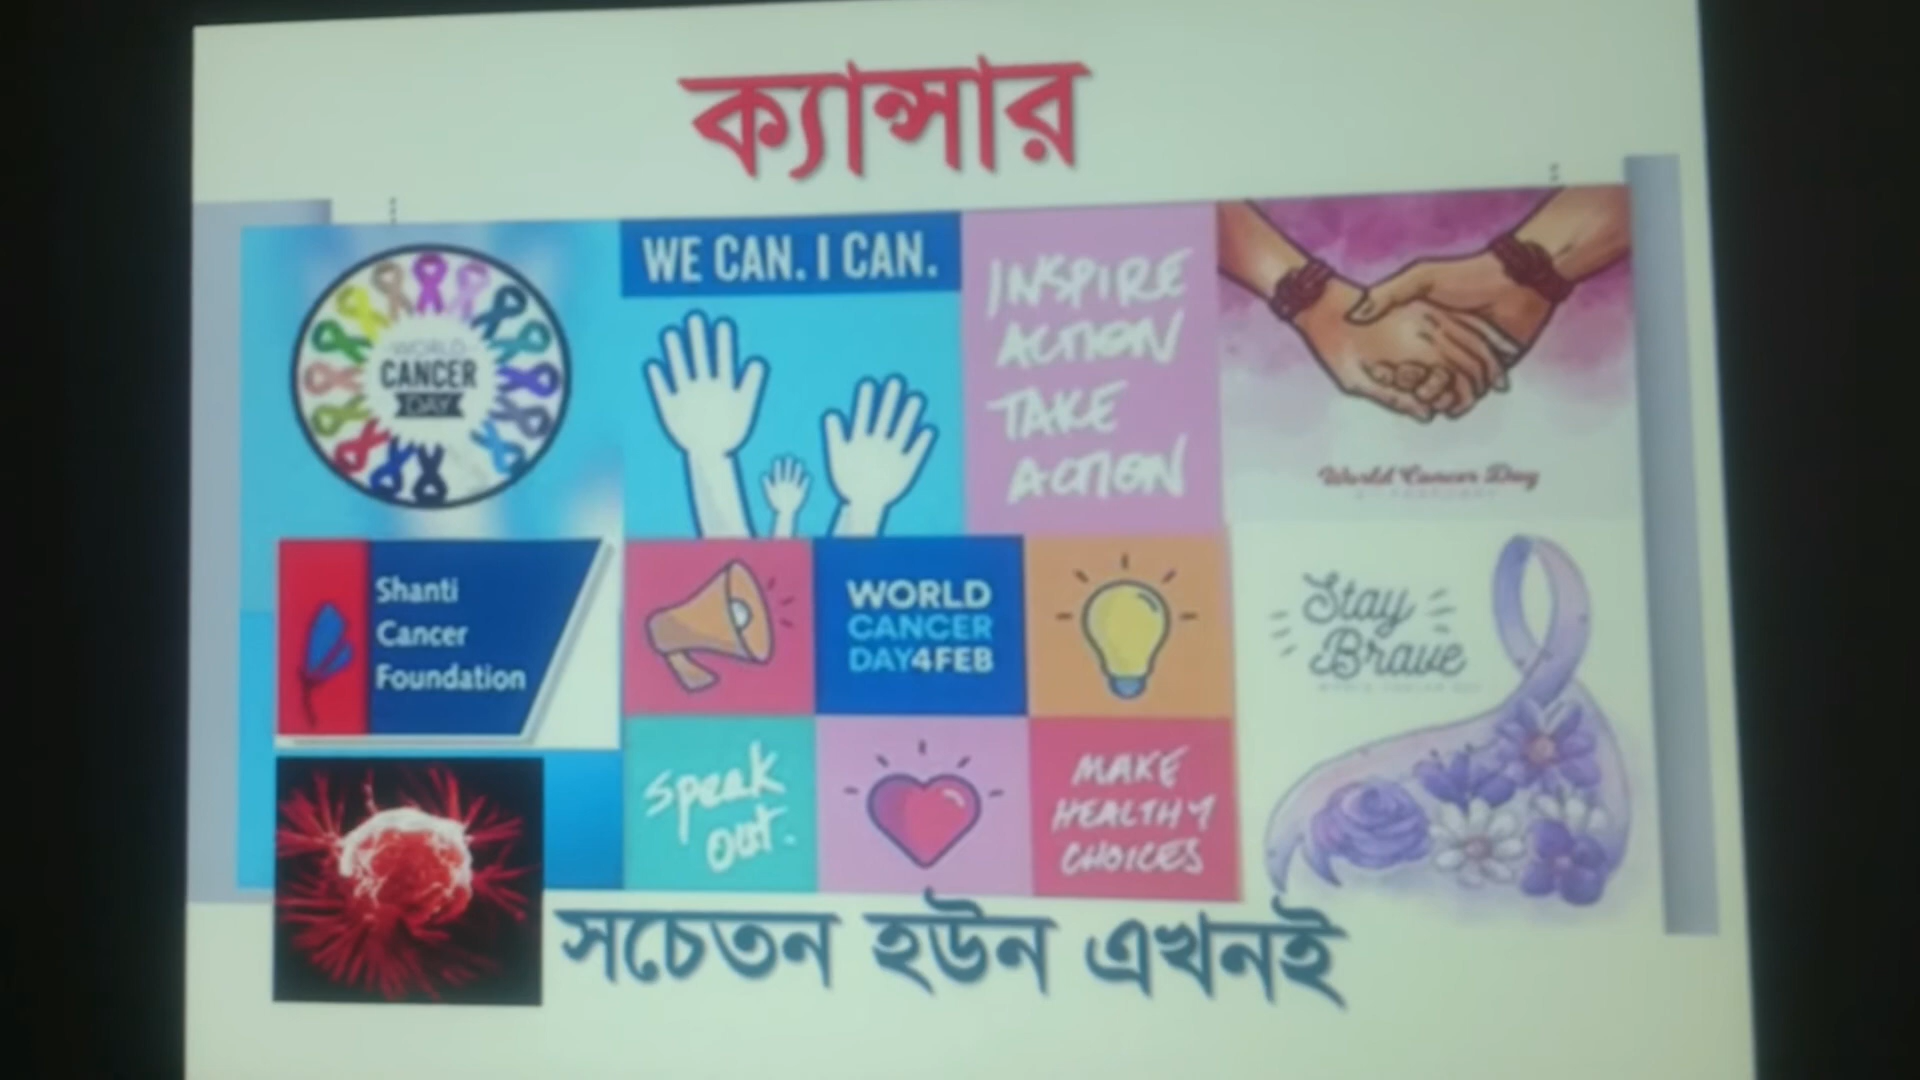 ক্যান্সার
WORLD
CANCER
DAY
WE CAN. I CAN.
INSPIRE
ACTION
TAKE
ACTION
World Cancer Day
Shanti
Cancer
Foundation
WORLD
CANCER
DAY4FEB
Stay
Brave
speak
out.
MAKE
HEALTHY
CHOICES
সচেতন হউন এখনই